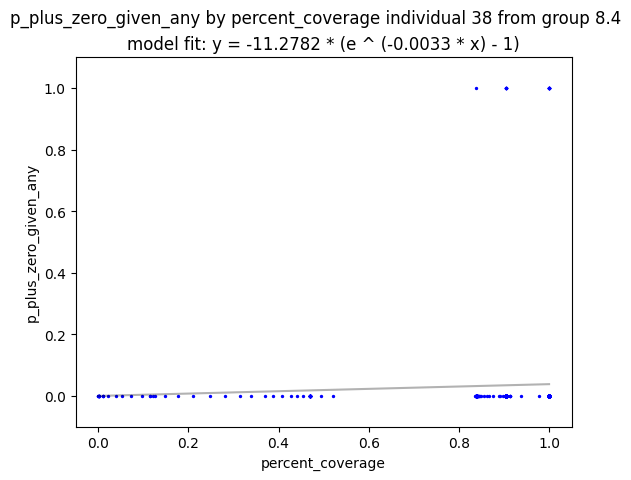 p_plus_zero_given_any by percent_coverage individual 38 from group 8.4
model fit: y = -11.2782 * (e ^ (-0.0033 * x) - 1)
1.0
0.8
0.6
0.4
0.2
0.0
p_plus_zero_given_any
0.0 0.2 0.4 0.6 0.8 1.0
percent_coverage